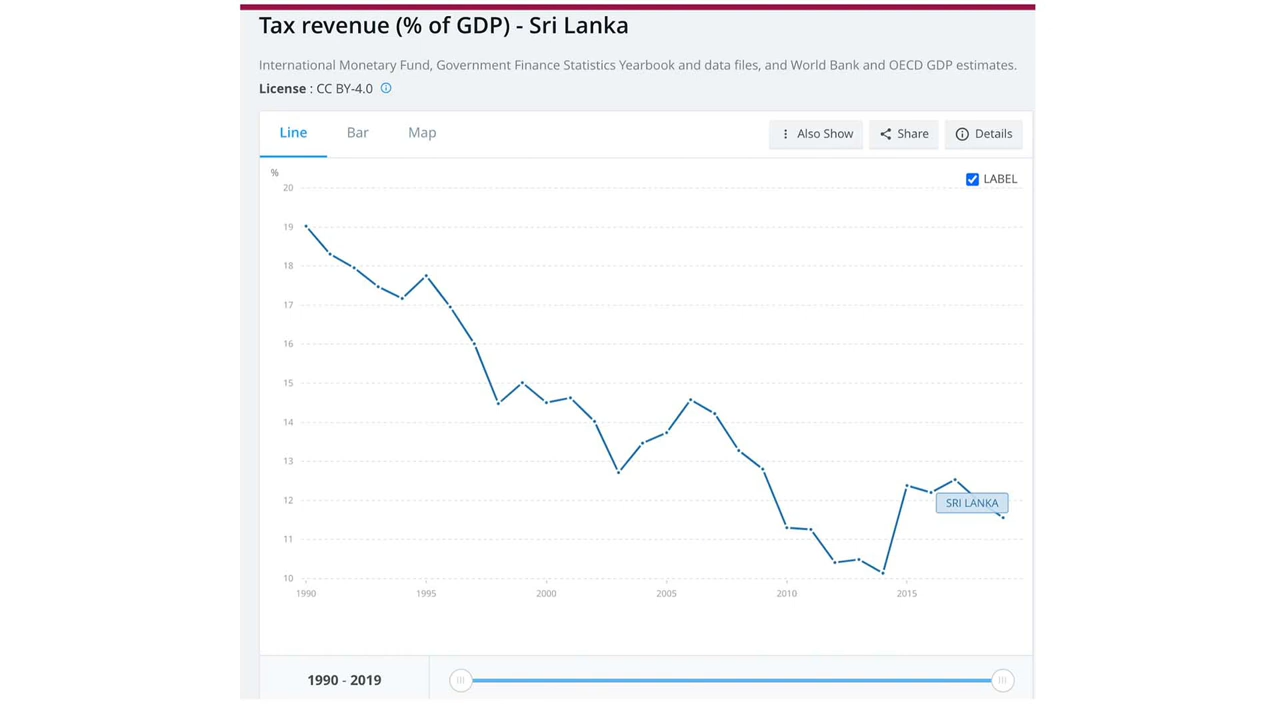 Tax revenue (% of GDP) - Sri Lanka
International Monetary Fund, Government Finance Statistics Yearbook and data files, and World Bank and OECD GDP estimates.
License : CC BY-4.0
Line Bar Map Also Show Share Details
%
LABEL
20
19
18
17
16
15
14
13
12
SRI LANKA
11
10
1990 1995 2000 2005 2010 2015
1990 - 2019